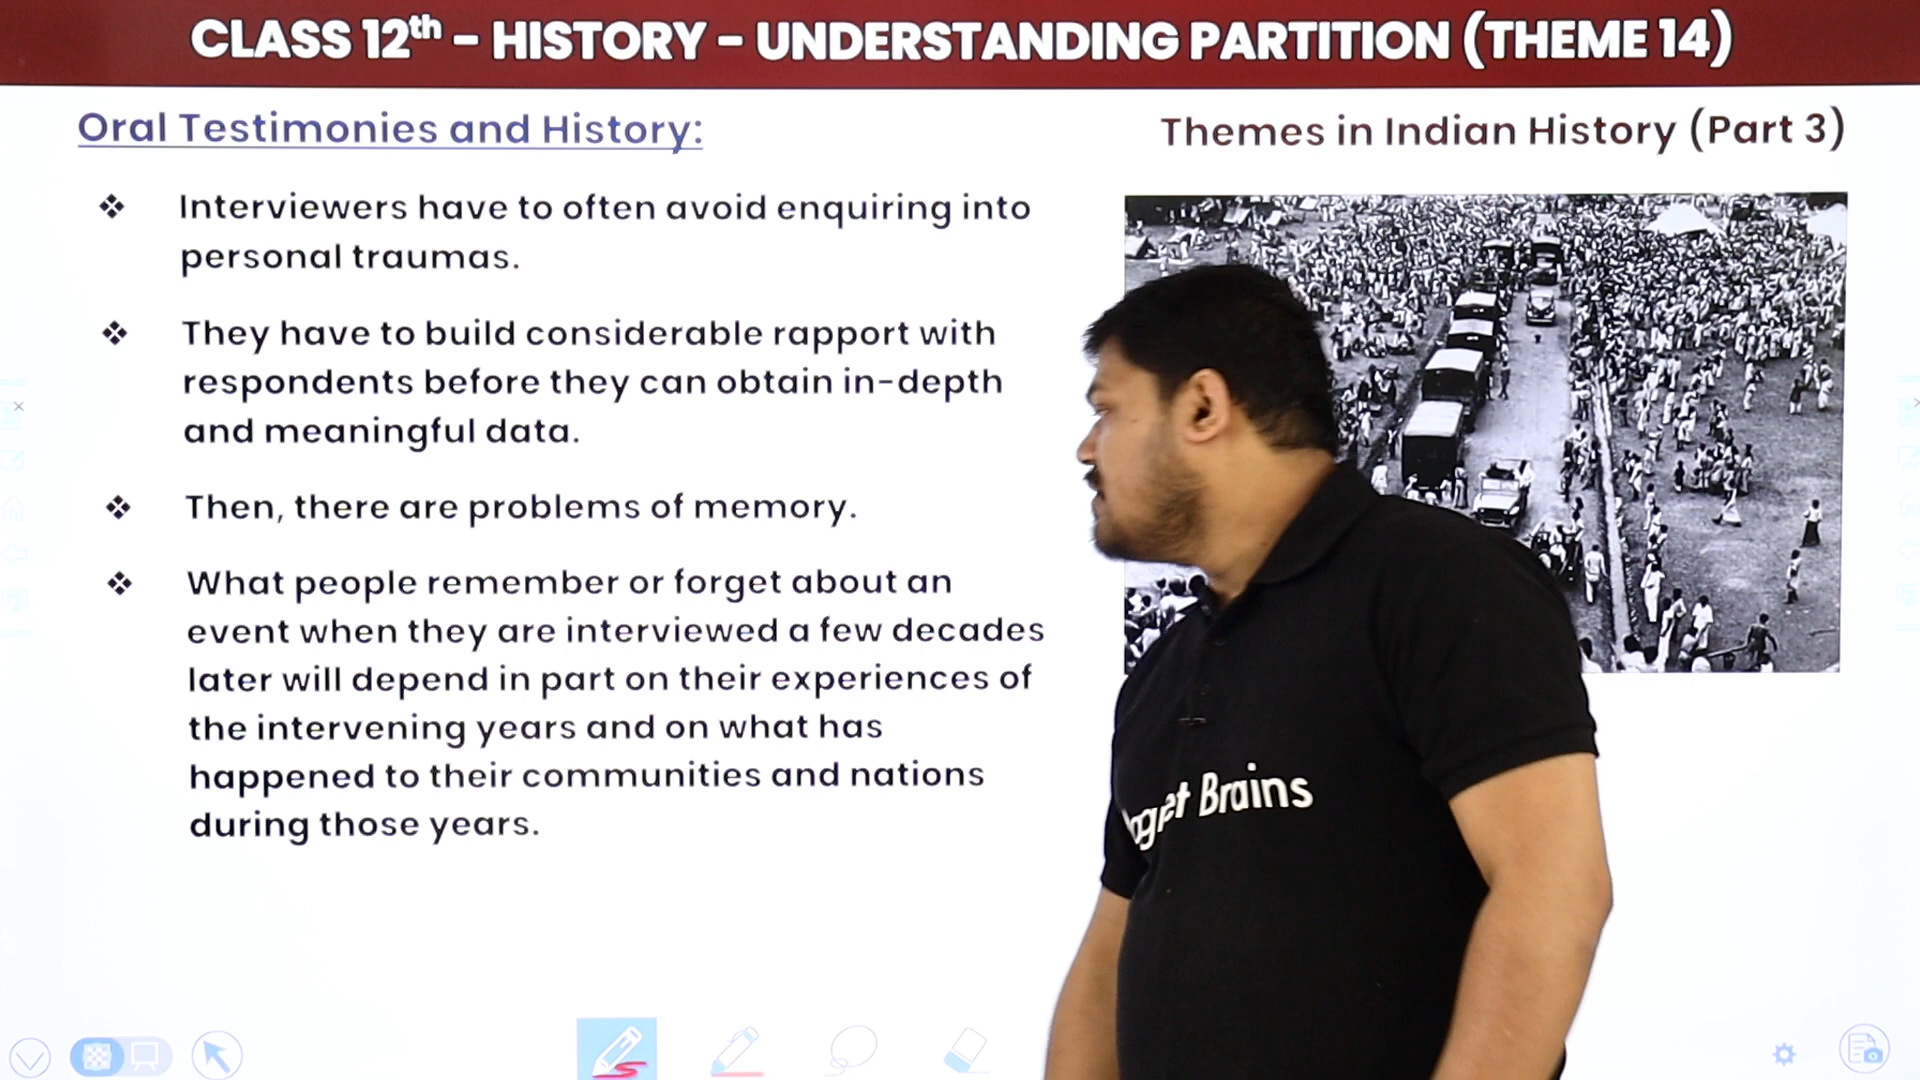 CLASS 12th - HISTORY - UNDERSTANDING PARTITION (THEME 14)
Oral Testimonies and History:
Themes in Indian History (Part 3)
❖ Interviewers have to often avoid enquiring into
personal traumas.
❖ They have to build considerable rapport with
respondents before they can obtain in-depth
and meaningful data.
❖ Then, there are problems of memory.
❖ What people remember or forget about an
event when they are interviewed a few decades
later will depend in part on their experiences of
the intervening years and on what has
happened to their communities and nations
during those years.
Brains